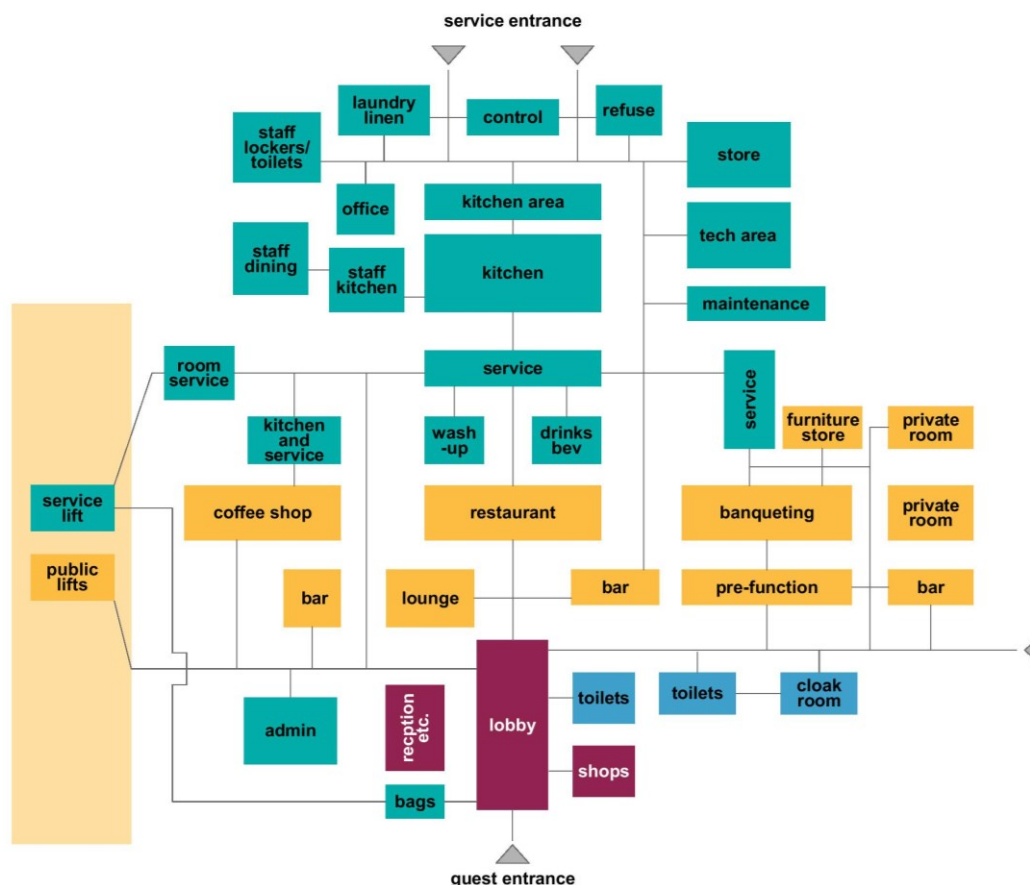 service entrance
laundry
linen
control
refuse
staff
lockers/
toilets
store
office
kitchen area
staff
dining
staff
kitchen
kitchen
tech area
maintenance
room
service
service
service
kitchen
and
service
wash
-up
drinks
bev
furniture
store
private
room
service
lift
coffee shop
restaurant
banqueting
private
room
public
lifts
bar
lounge
bar
pre-function
bar
admin
recption
etc.
lobby
toilets
toilets
cloak
room
shops
bags
guest entrance